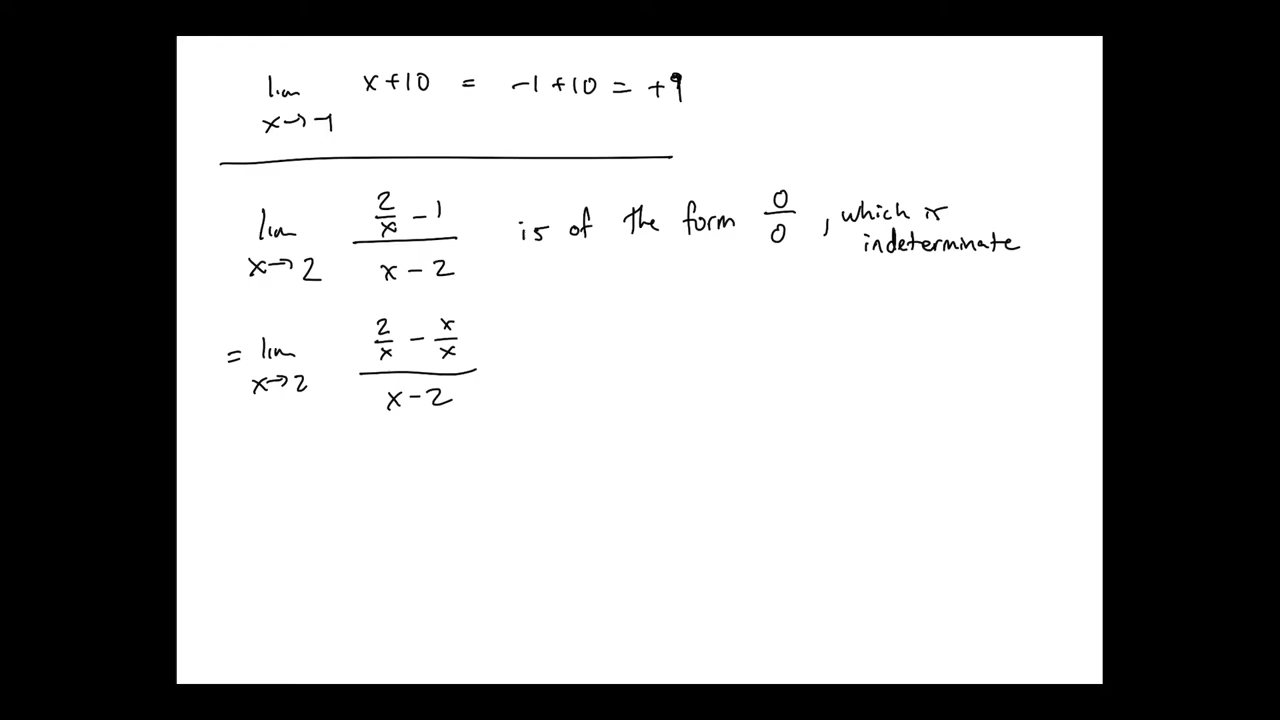 lim x→-1 x+10 = -1+10 = +9
lim x→2 (2/x - 1)/(x-2) is of the form 0/0, which is indeterminate
= lim x→2 (2/x - x/x)/(x-2)